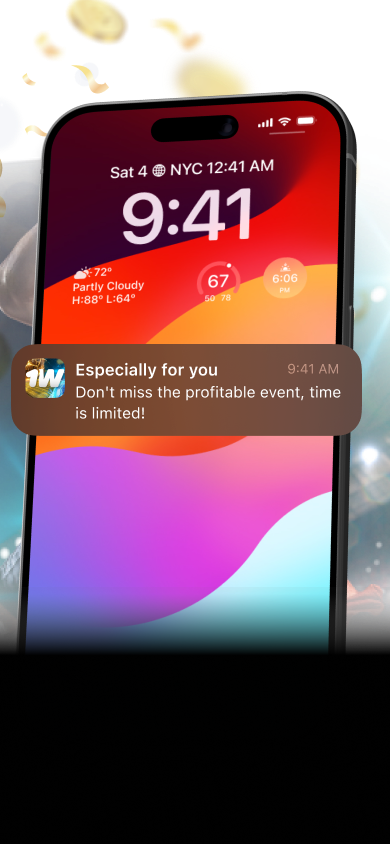 Sat 4 NYC 12:41 AM
9:41
72°
Partly Cloudy
H:88° L:64°
67
50 78
6:06
PM
1W
Especially for you
9:41 AM
Don't miss the profitable event, time
is limited!